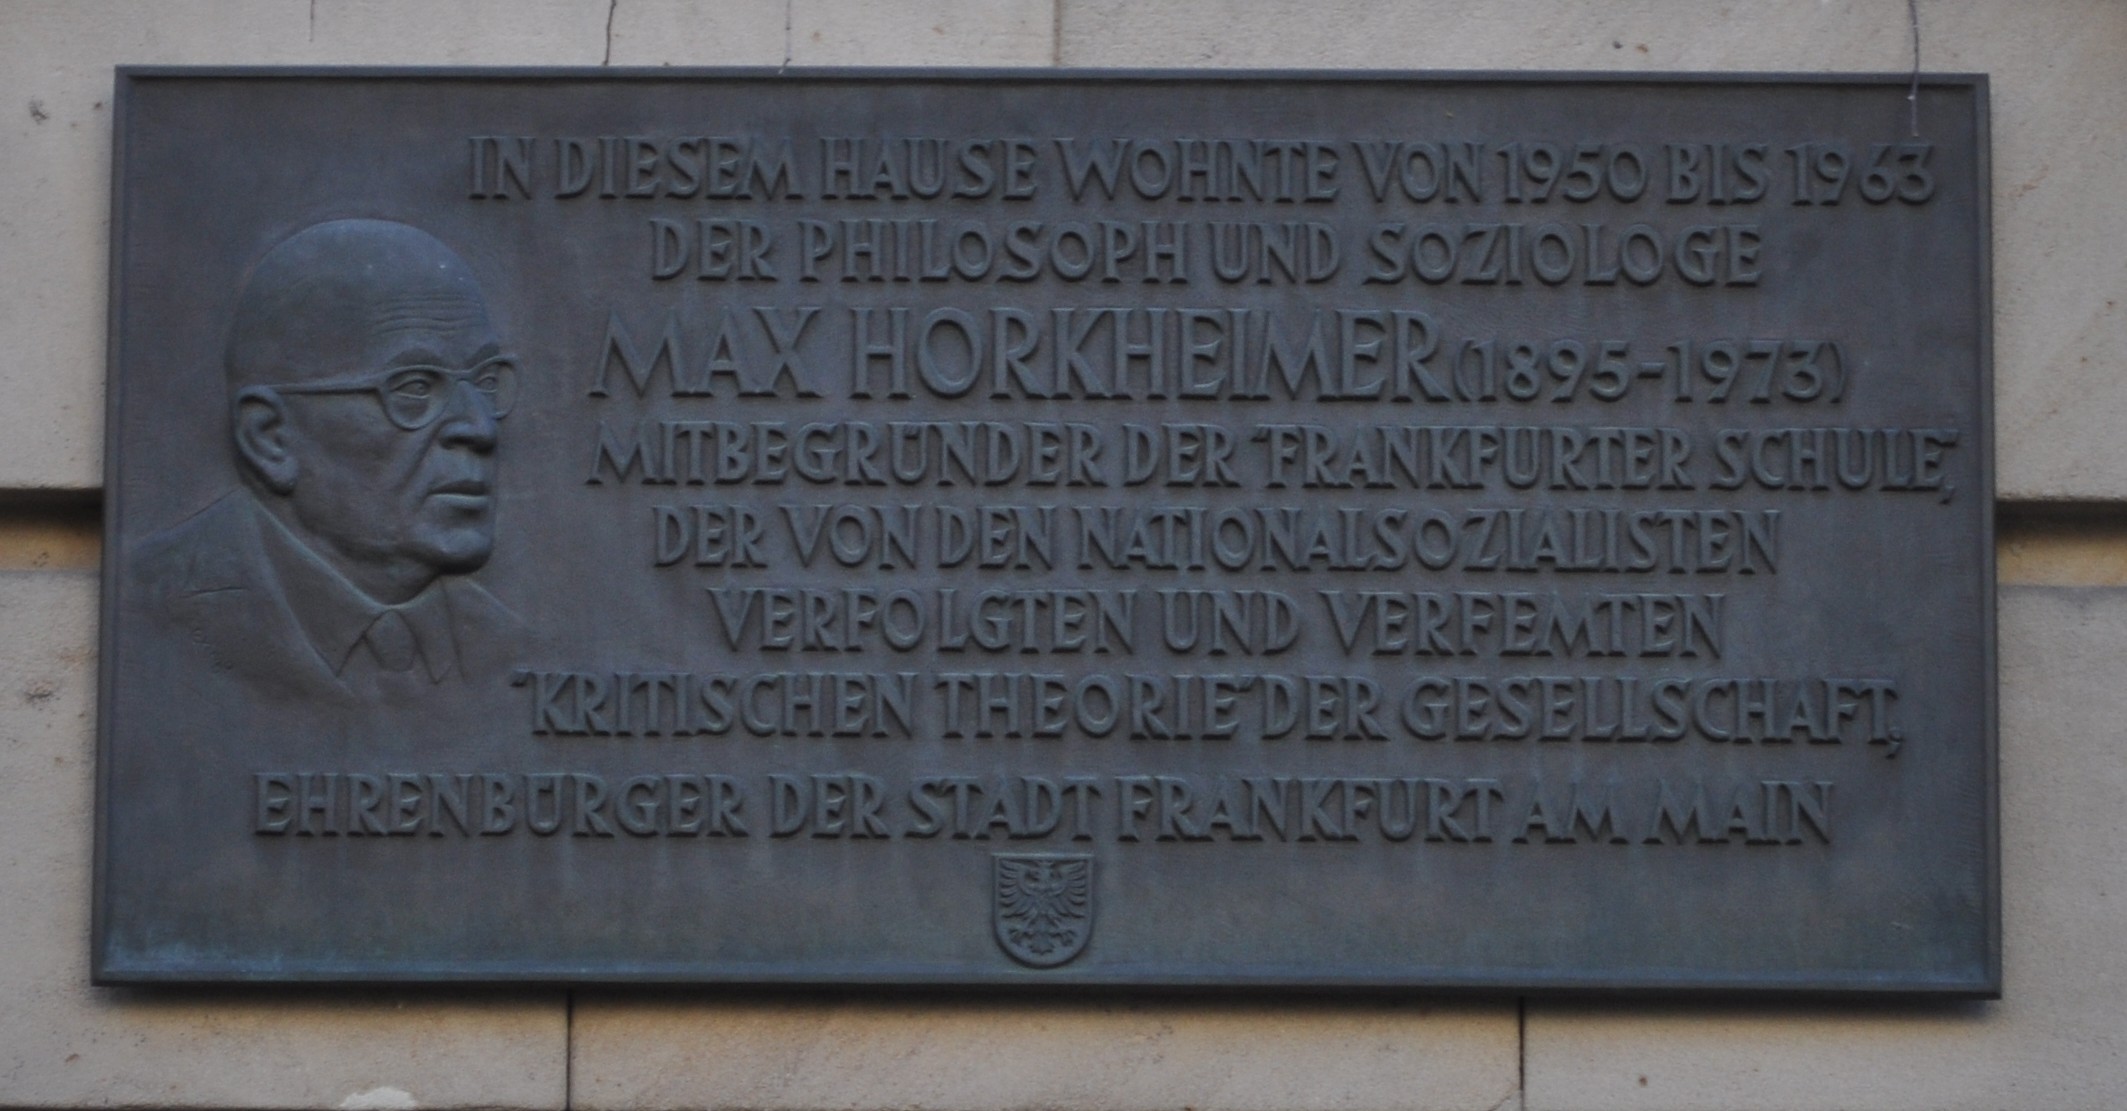 IN DIESEM HAUSE WOHNTE VON 1950 BIS 1963
DER PHILOSOPH UND SOZIOLOGE
MAX HORKHEIMER (1895-1973)
MITBEGRÜNDER DER "FRANKFURTER SCHULE",
DER VON DEN NATIONALSOZIALISTEN
VERFOLGTEN UND VERFEMTEN
"KRITISCHEN THEORIE" DER GESELLSCHAFT,
EHRENBÜRGER DER STADT FRANKFURT AM MAIN